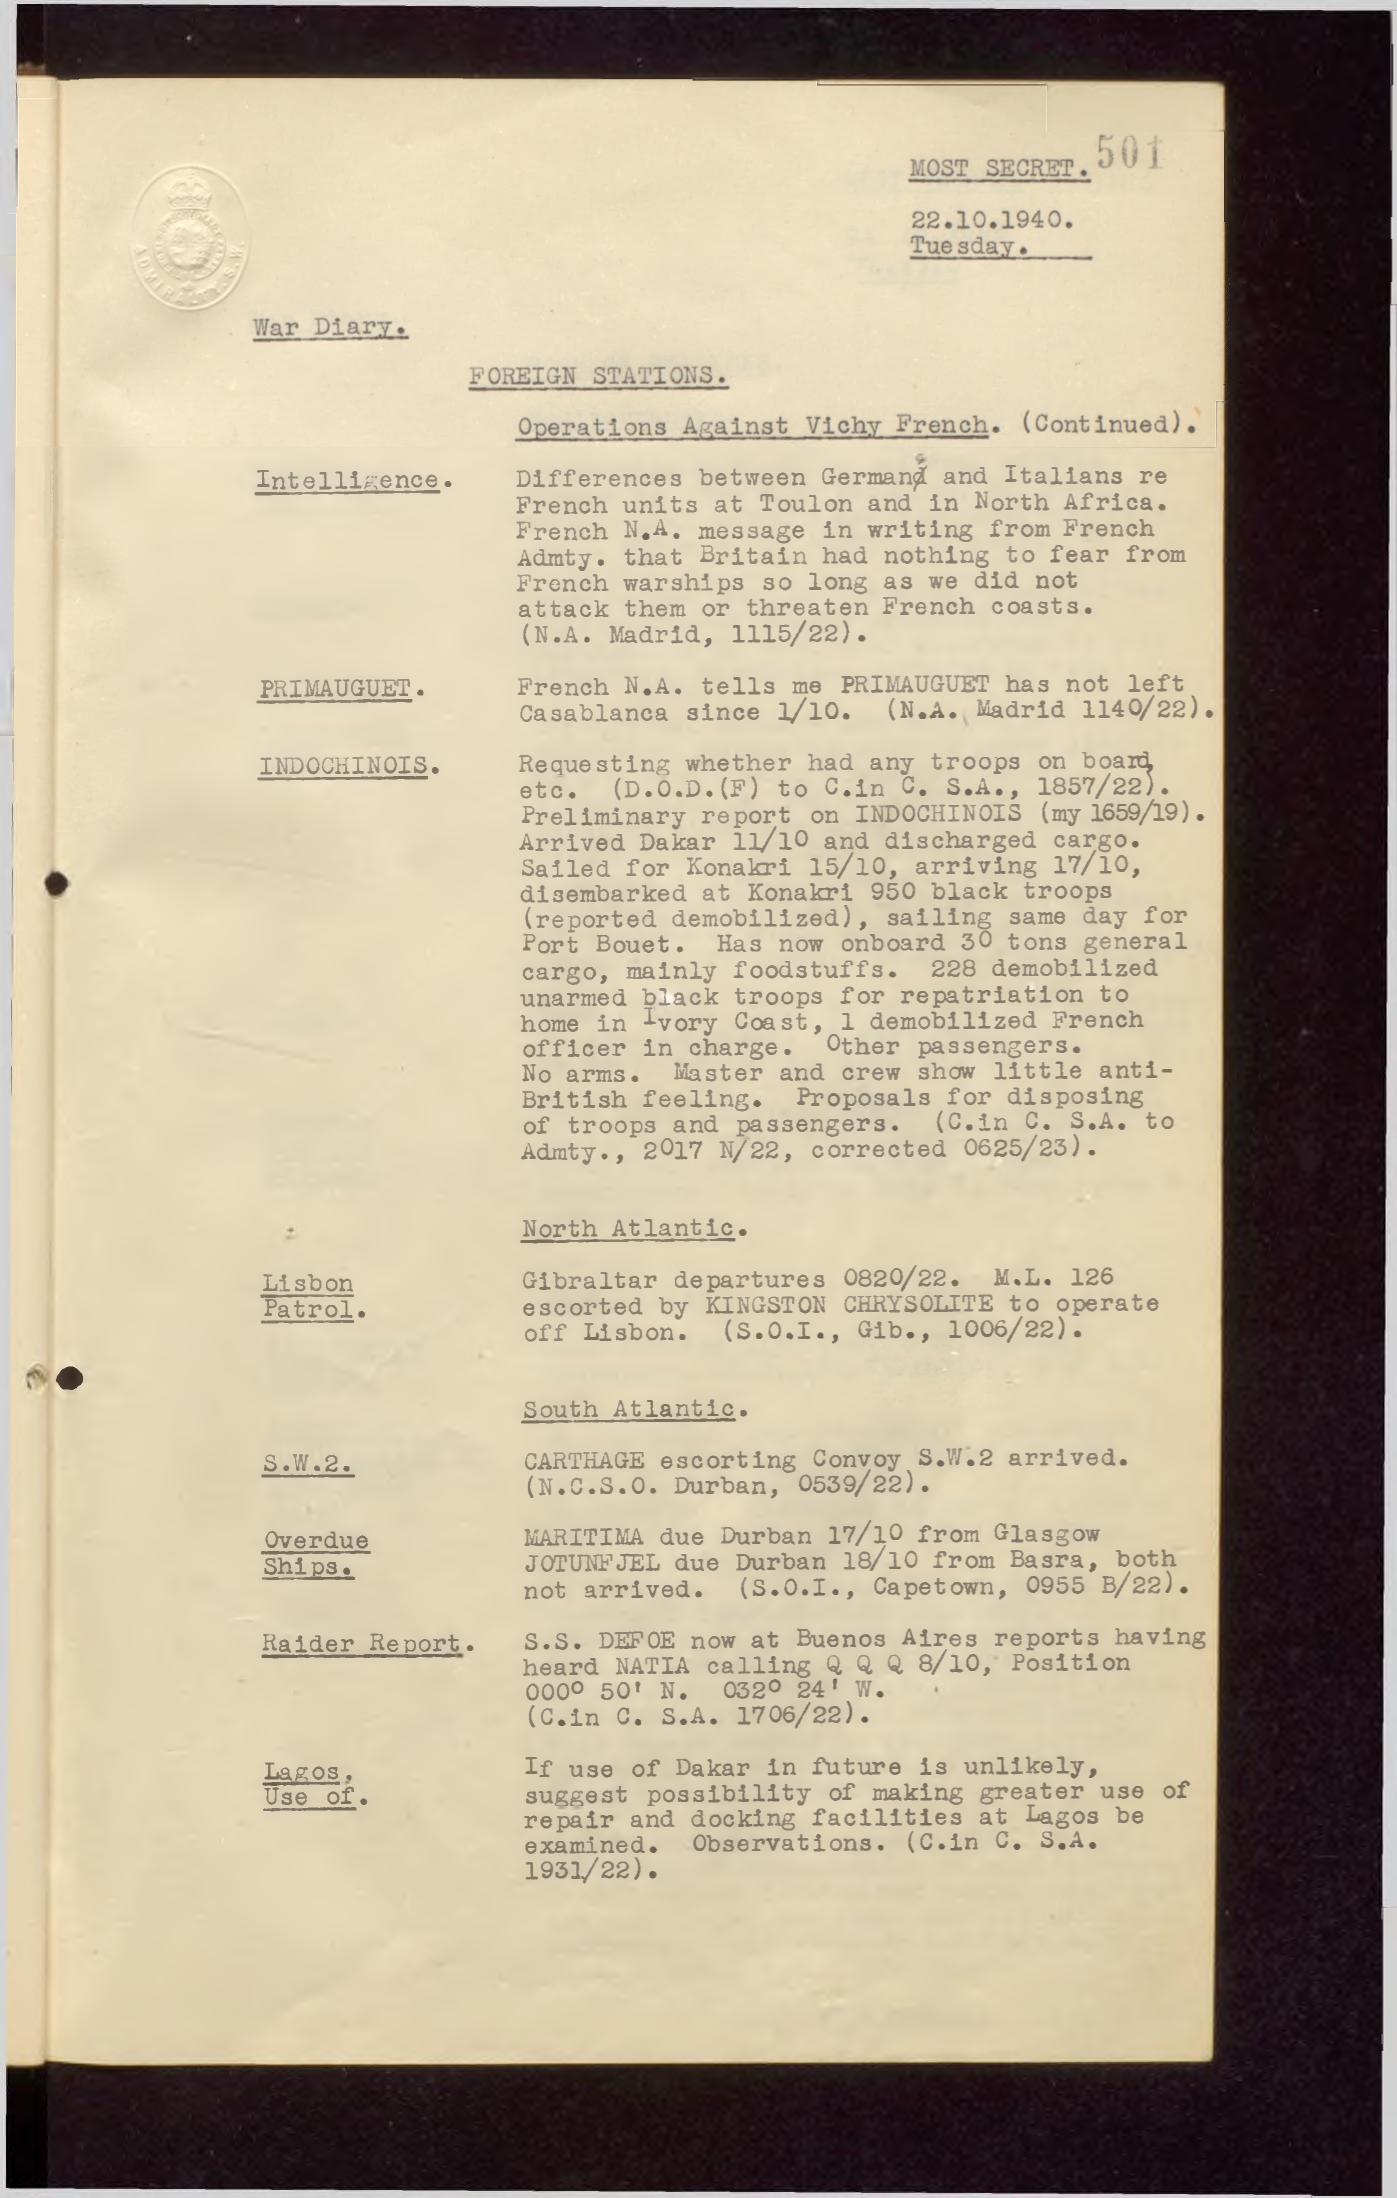 MOST SECRET. 501
22.10.1940.
Tuesday.
ADMIRALTY.S.W.
War Diary.
FOREIGN STATIONS.
Operations Against Vichy French. (Continued).
Intelligence. Differences between Germans and Italians re
French units at Toulon and in North Africa.
French N.A. message in writing from French
Admty. that Britain had nothing to fear from
French warships so long as we did not
attack them or threaten French coasts.
(N.A. Madrid, 1115/22).
PRIMAUGUET. French N.A. tells me PRIMAUGUET has not left
Casablanca since 1/10. (N.A. Madrid 1140/22).
INDOCHINOIS. Requesting whether had any troops on board,
etc. (D.O.D.(F) to C.in C. S.A., 1857/22).
Preliminary report on INDOCHINOIS (my 1659/19).
Arrived Dakar 11/10 and discharged cargo.
Sailed for Konakri 15/10, arriving 17/10,
disembarked at Konakri 950 black troops
(reported demobilized), sailing same day for
Port Bouet. Has now onboard 30 tons general
cargo, mainly foodstuffs. 228 demobilized
unarmed black troops for repatriation to
home in Ivory Coast, 1 demobilized French
officer in charge. Other passengers.
No arms. Master and crew show little anti-
British feeling. Proposals for disposing
of troops and passengers. (C.in C. S.A. to
Admty., 2017 N/22, corrected 0625/23).
North Atlantic.
Lisbon Gibraltar departures 0820/22. M.L. 126
Patrol. escorted by KINGSTON CHRYSOLITE to operate
off Lisbon. (S.O.I., Gib., 1006/22).
South Atlantic.
S.W.2. CARTHAGE escorting Convoy S.W.2 arrived.
(N.C.S.O. Durban, 0539/22).
Overdue MARITIMA due Durban 17/10 from Glasgow
Ships. JOTUNFJEL due Durban 18/10 from Basra, both
not arrived. (S.O.I., Capetown, 0955 B/22).
Raider Report. S.S. DEFOE now at Buenos Aires reports having
heard NATIA calling Q Q Q 8/10, Position
000° 50' N. 032° 24' W.
(C.in C. S.A. 1706/22).
Lagos, If use of Dakar in future is unlikely,
Use of. suggest possibility of making greater use of
repair and docking facilities at Lagos be
examined. Observations. (C.in C. S.A.
1931/22).